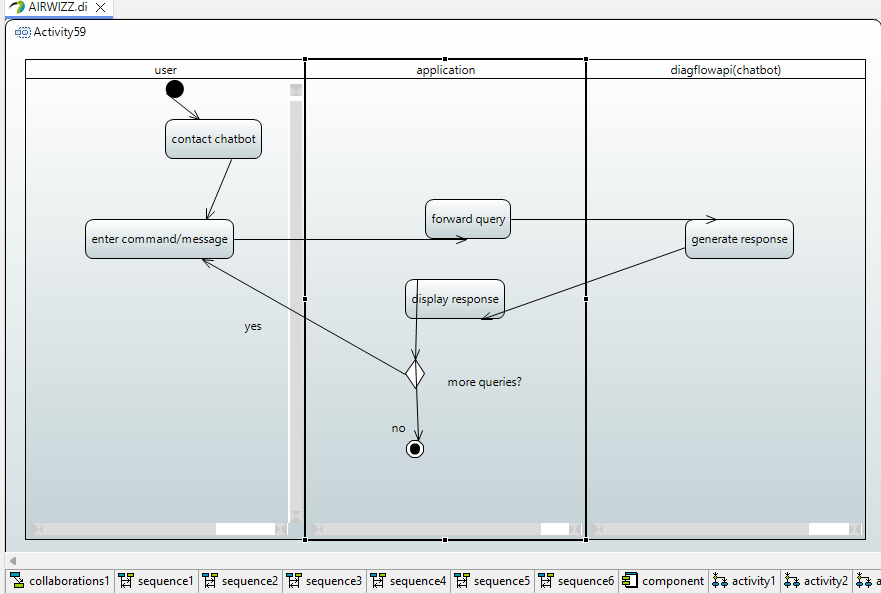 AIRWIZZ.di
Activity59
user
application
diagflowapi(chatbot)
contact chatbot
forward query
enter command/message
generate response
display response
yes
more queries?
no
collaborations1
sequence1
sequence2
sequence3
sequence4
sequence5
sequence6
component
activity1
activity2
a